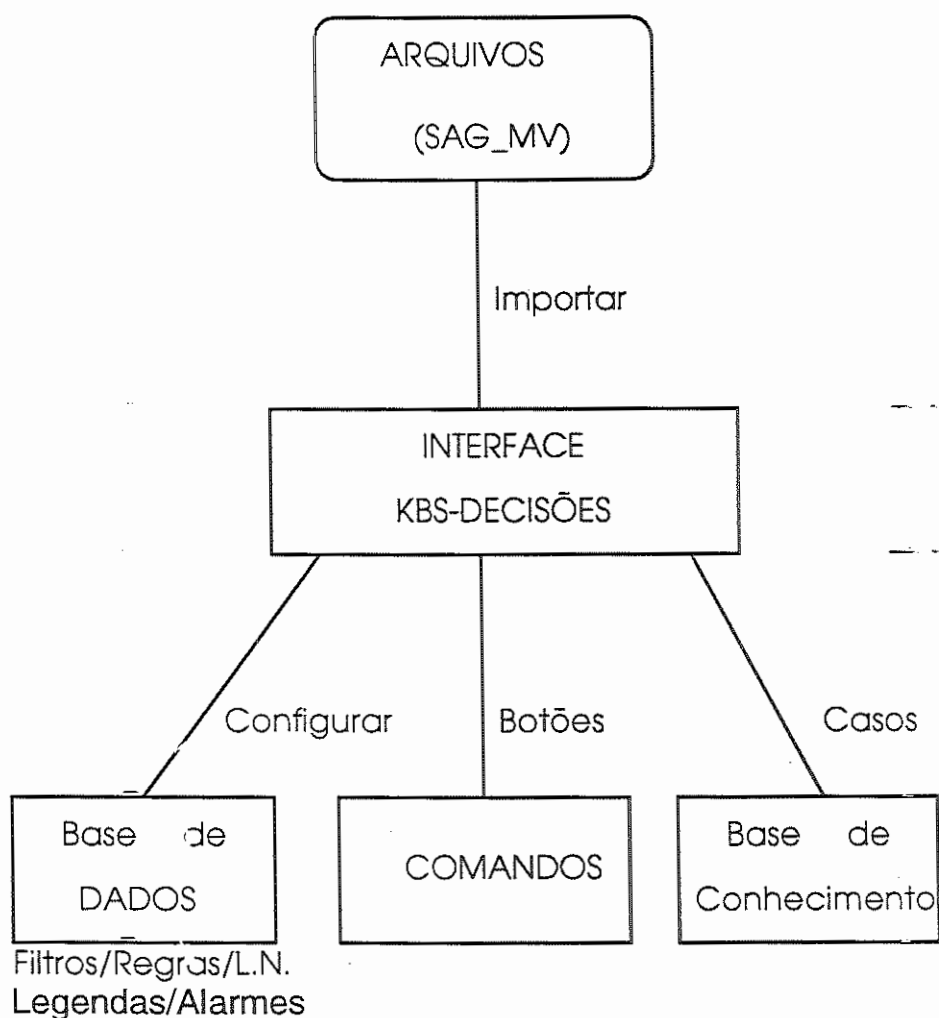 ARQUIVOS
(SAG_MV)
Importar
INTERFACE
KBS-DECISÕES
Configurar
Botões
Casos
Base de
DADOS
COMANDOS
Base de
Conhecimento
Filtros/Regras/L.N.
Legendas/Alarmes